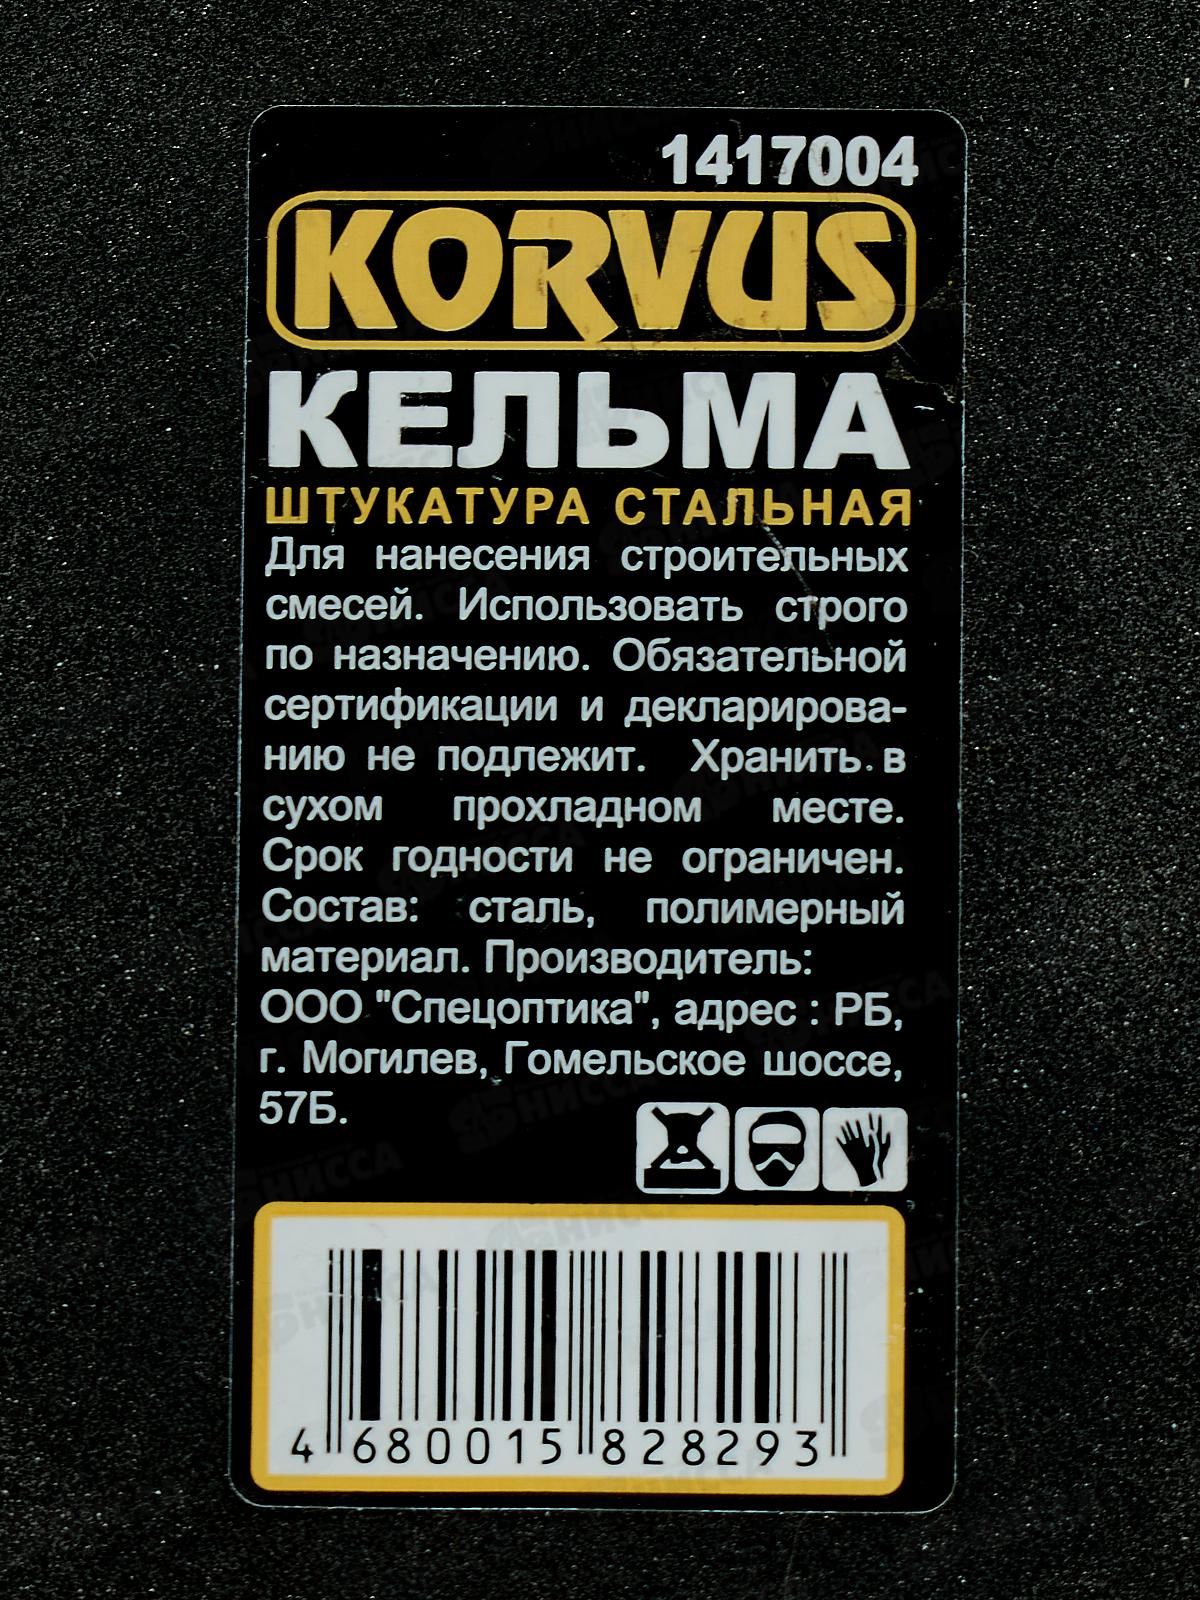 1417004
KORVUS
КЕЛЬМА
ШТУКАТУРА СТАЛЬНАЯ
Для нанесения строительных
смесей. Использовать строго
по назначению. Обязательной
сертификации и декларирова-
нию не подлежит. Хранить в
сухом прохладном месте.
Срок годности не ограничен.
Состав: сталь, полимерный
материал. Производитель:
ООО "Спецоптика", адрес : РБ,
г. Могилев, Гомельское шоссе,
57Б.
4 680015 828293